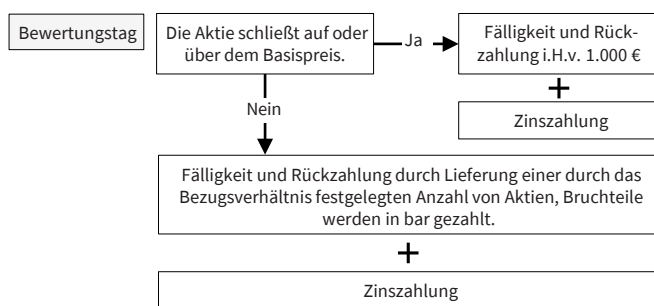 Bewertungstag
Die Aktie schließt auf oder
über dem Basispreis.
Ja
Fälligkeit und Rück-
zahlung i.H.v. 1.000 €
+
Zinszahlung
Nein
Fälligkeit und Rückzahlung durch Lieferung einer durch das
Bezugsverhältnis festgelegten Anzahl von Aktien, Bruchteile
werden in bar gezahlt.
+
Zinszahlung